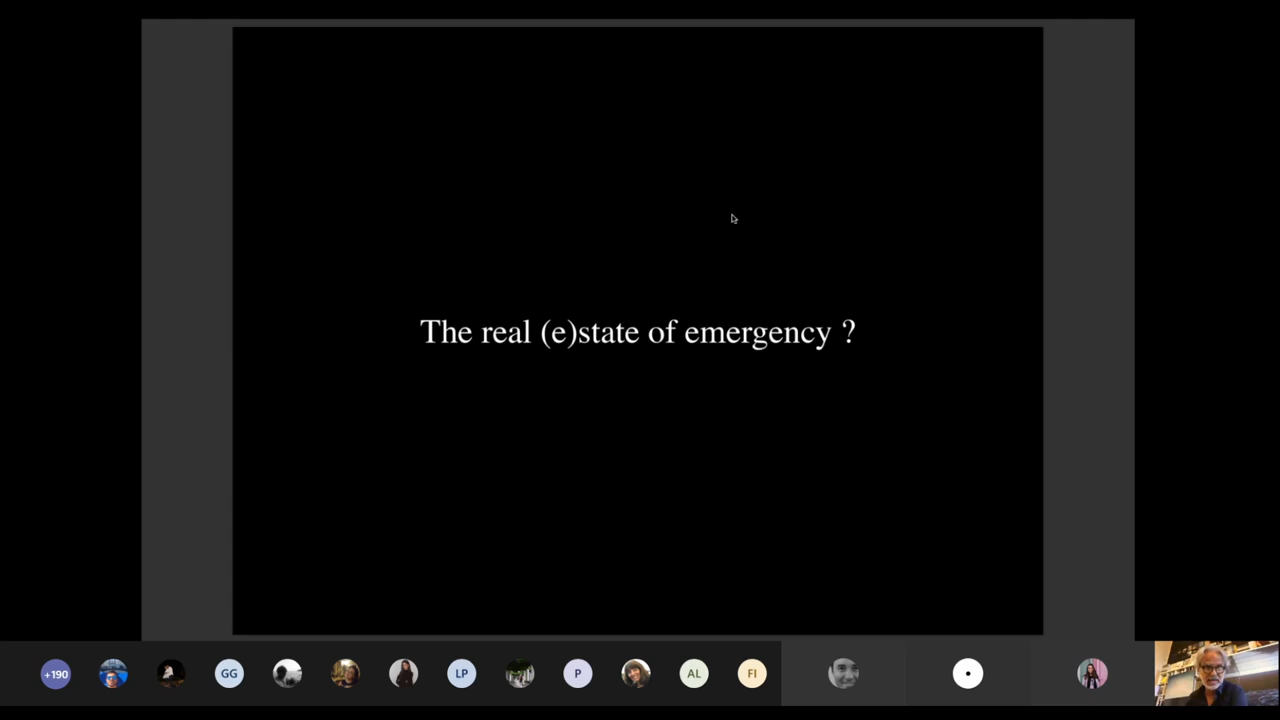 The real (e)state of emergency ?
+190
GG
LP
P
AL
FI